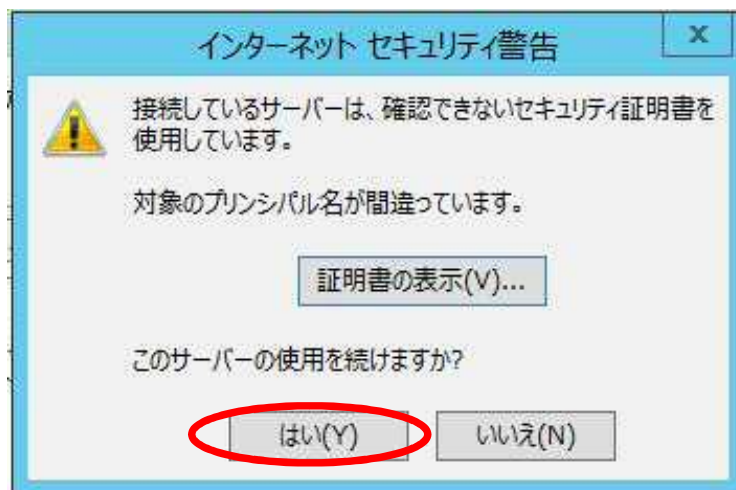 インターネット セキュリティ警告
x
接続しているサーバーは、確認できないセキュリティ証明書を
使用しています。
対象のプリンシパル名が間違っています。
証明書の表示(V)...
このサーバーの使用を続けますか?
はい(Y)
いいえ(N)